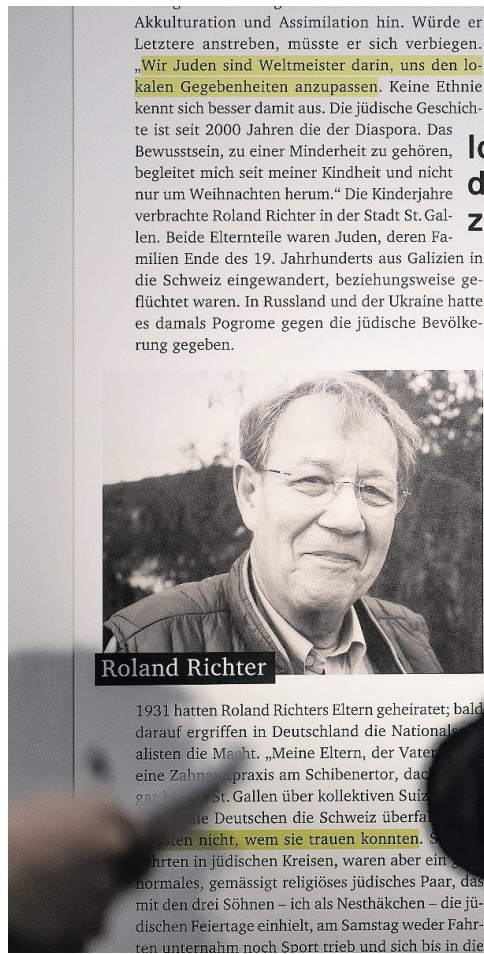 Akkulturation und Assimilation hin. Würde er
Letztere anstreben, müsste er sich verbiegen.
„Wir Juden sind Weltmeister darin, uns den lo-
kalen Gegebenheiten anzupassen. Keine Ethnie
kennt sich besser damit aus. Die jüdische Geschich-
te ist seit 2000 Jahren die der Diaspora. Das
Bewusstsein, zu einer Minderheit zu gehören,
begleitet mich seit meiner Kindheit und nicht
nur um Weihnachten herum.“ Die Kinderjahre
verbrachte Roland Richter in der Stadt St. Gal-
len. Beide Elternteile waren Juden, deren Fa-
milien Ende des 19. Jahrhunderts aus Galizien in
die Schweiz eingewandert, beziehungsweise ge-
flüchtet waren. In Russland und der Ukraine hatte
es damals Pogrome gegen die jüdische Bevölke-
rung gegeben.
Roland Richter
1931 hatten Roland Richters Eltern geheiratet; bald
darauf ergriffen in Deutschland die
alisten die Macht. „Meine Eltern, der Vater
eine am Schibenertor,
St. Gallen über kollektiven
die Deutschen die Schweiz
nicht, wem sie trauen konnten.
in jüdischen Kreisen, waren aber ein
normales, gemässigt religiöses jüdisches Paar, das
mit den drei Söhnen – ich als Nesthäkchen – die jü-
dischen Feiertage einhielt, am Samstag weder Fahr-
ten unternahm noch Sport trieb und sich bis in die